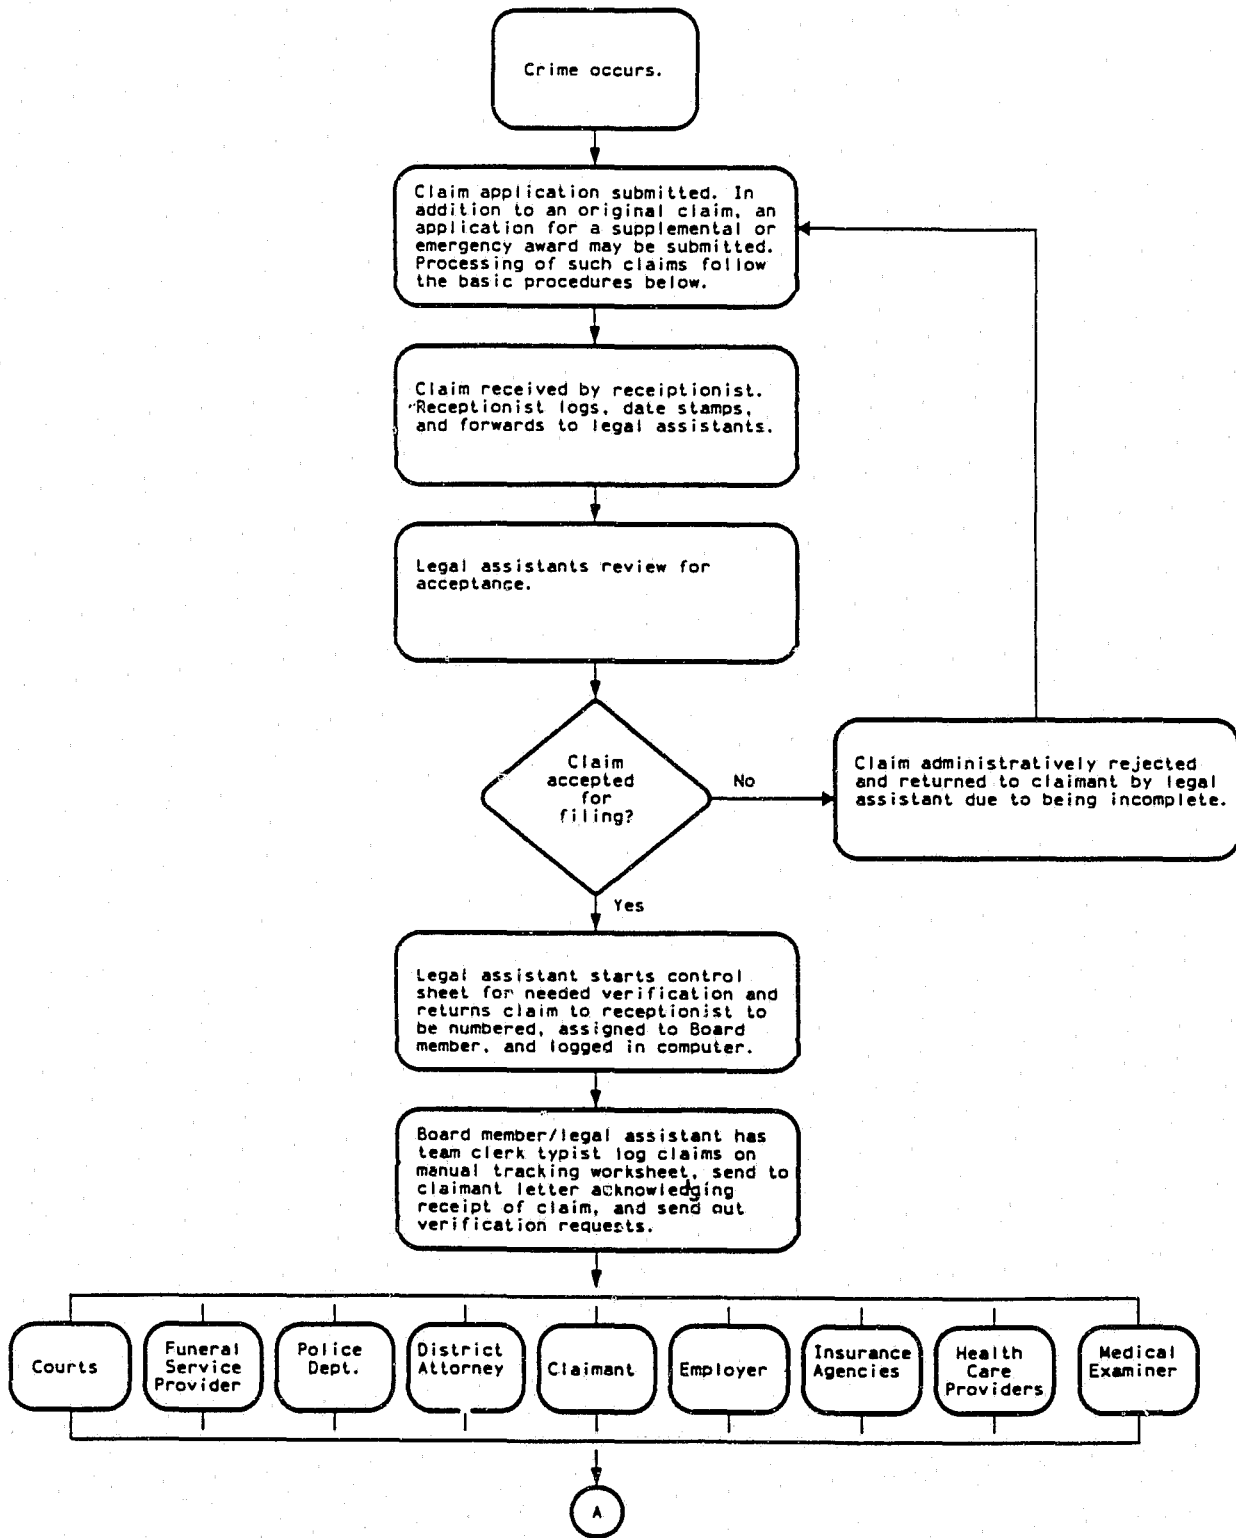 Crime occurs.
Claim application submitted. In
addition to an original claim, an
application for a supplemental or
emergency award may be submitted.
Processing of such claims follow
the basic procedures below.
Claim received by receiptionist.
Receptionist logs, date stamps,
and forwards to legal assistants.
Legal assistants review for
acceptance.
Claim
accepted
for
filing?
No
Claim administratively rejected
and returned to claimant by legal
assistant due to being incomplete.
Yes
Legal assistant starts control
sheet for needed verification and
returns claim to receptionist to
be numbered, assigned to Board
member, and logged in computer.
Board member/legal assistant has
team clerk typist log claims on
manual tracking worksheet, send to
claimant letter acknowledging
receipt of claim, and send out
verification requests.
Courts
Funeral
Service
Provider
Police
Dept.
District
Attorney
Claimant
Employer
Insurance
Agencies
Health
Care
Providers
Medical
Examiner
A